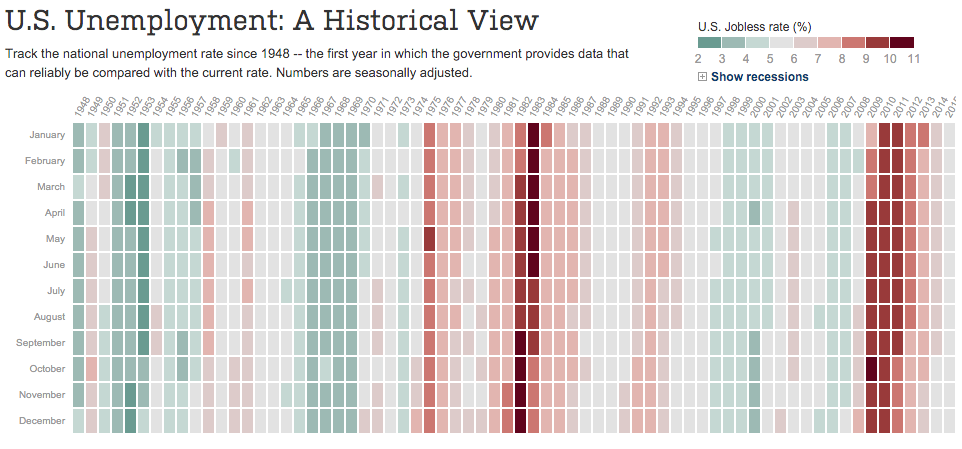 U.S. Unemployment: A Historical View
Track the national unemployment rate since 1948 -- the first year in which the government provides data that
can reliably be compared with the current rate. Numbers are seasonally adjusted.
U.S. Jobless rate (%)
2 3 4 5 6 7 8 9 10 11
Show recessions
1948 1949 1950 1951 1952 1953 1954 1955 1956 1957 1958 1959 1960 1961 1962 1963 1964 1965 1966 1967 1968 1969 1970 1971 1972 1973 1974 1975 1976 1977 1978 1979 1980 1981 1982 1983 1984 1985 1986 1987 1988 1989 1990 1991 1992 1993 1994 1995 1996 1997 1998 1999 2000 2001 2002 2003 2004 2005 2006 2007 2008 2009 2010 2011 2012 2013 2014
January
February
March
April
May
June
July
August
September
October
November
December